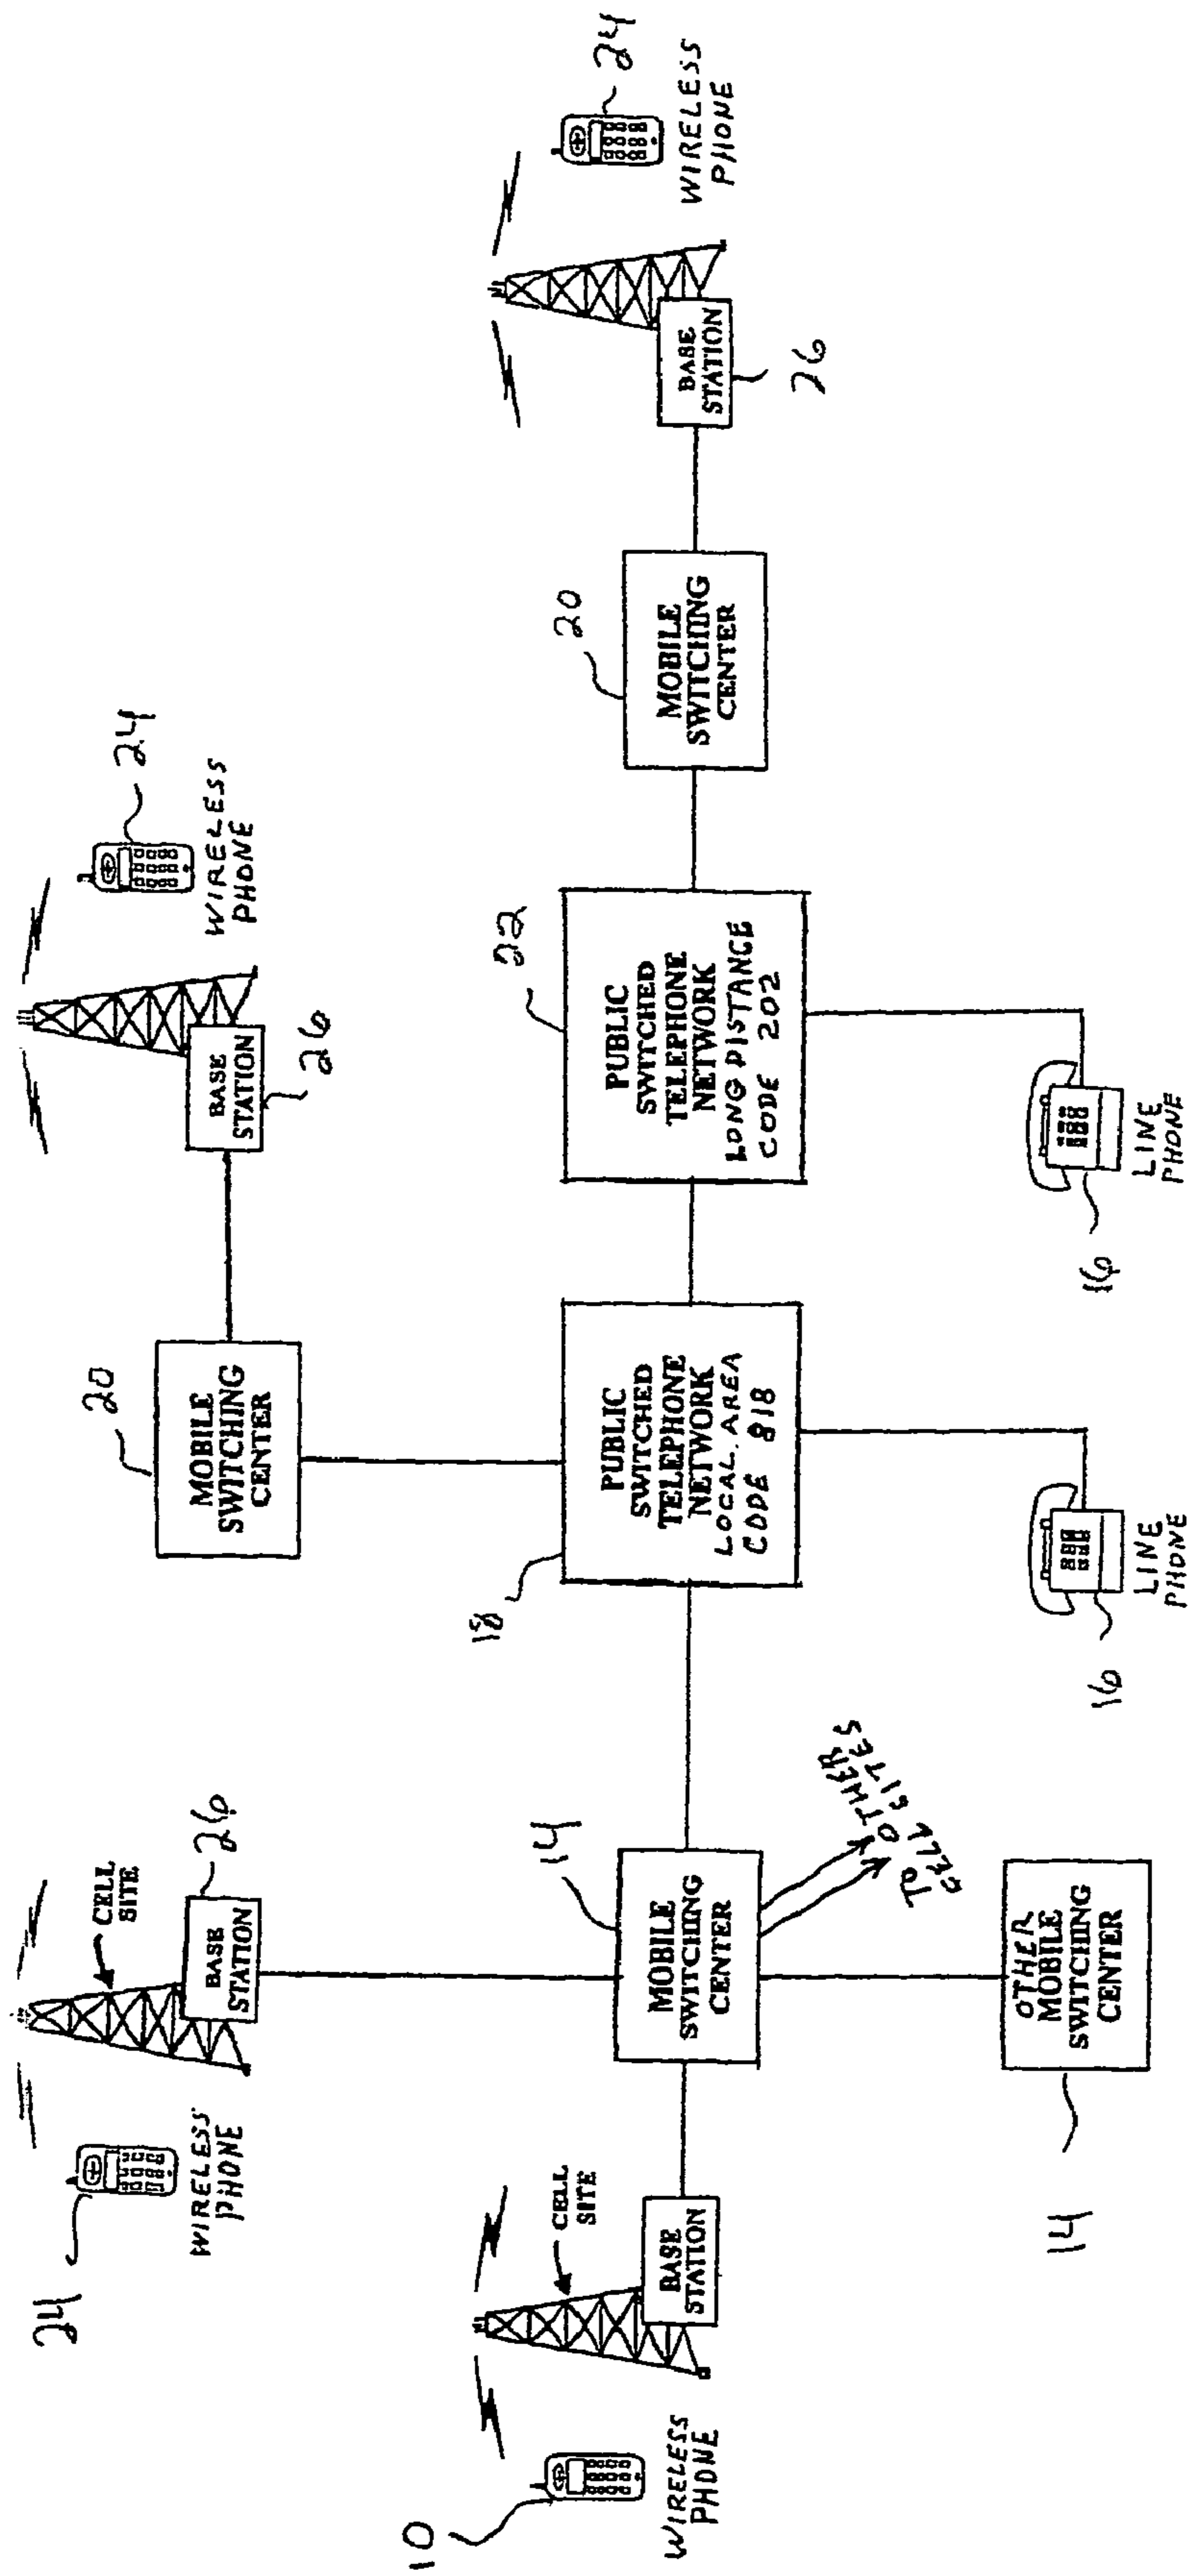 24
WIRELESS
PHONE
CELL
SITE
BASE
STATION
26
20
MOBILE
SWITCHING
CENTER
BASE
STATION
26
24
WIRELESS
PHONE
10
WIRELESS
PHONE
CELL
SITE
BASE
STATION
14
MOBILE
SWITCHING
CENTER
TO OTHER
CELL SITES
18
PUBLIC
SWITCHED
TELEPHONE
NETWORK
LOCAL AREA
CODE 818
22
PUBLIC
SWITCHED
TELEPHONE
NETWORK
LONG DISTANCE
CODE 202
20
MOBILE
SWITCHING
CENTER
BASE
STATION
26
24
WIRELESS
PHONE
14
OTHER
MOBILE
SWITCHING
CENTER
16
LINE
PHONE
16
LINE
PHONE